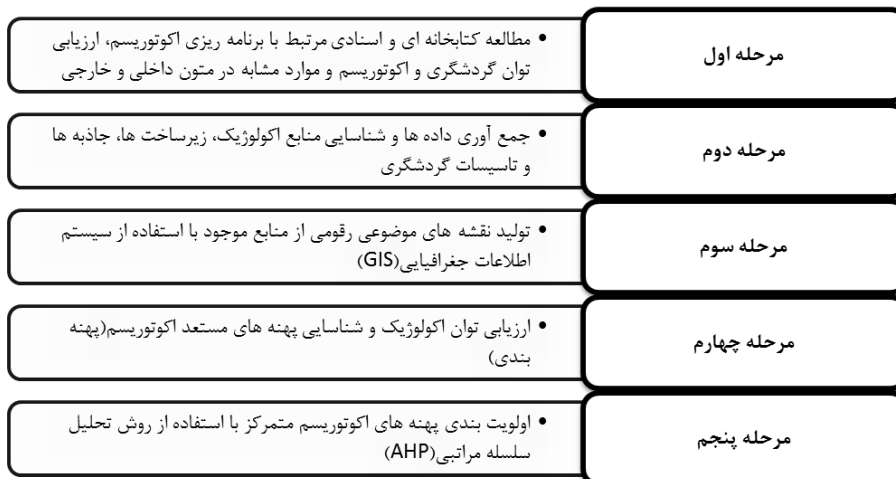 مرحله اول
• مطالعه کتابخانه ای و اسنادی مرتبط با برنامه ریزی اکوتوریسم، ارزیابی
توان گردشگری و اکوتوریسم و موارد مشابه در متون داخلی و خارجی
مرحله دوم
• جمع آوری داده ها و شناسایی منابع اکولوژیک، زیرساخت ها، جاذبه ها
و تاسیسات گردشگری
مرحله سوم
• تولید نقشه های موضوعی رقومی از منابع موجود با استفاده از سیستم
اطلاعات جغرافیایی(GIS)
مرحله چهارم
• ارزیابی توان اکولوژیک و شناسایی پهنه های مستعد اکوتوریسم(پهنه
بندی)
مرحله پنجم
• اولویت بندی پهنه های اکوتوریسم متمرکز با استفاده از روش تحلیل
سلسله مراتبی(AHP)